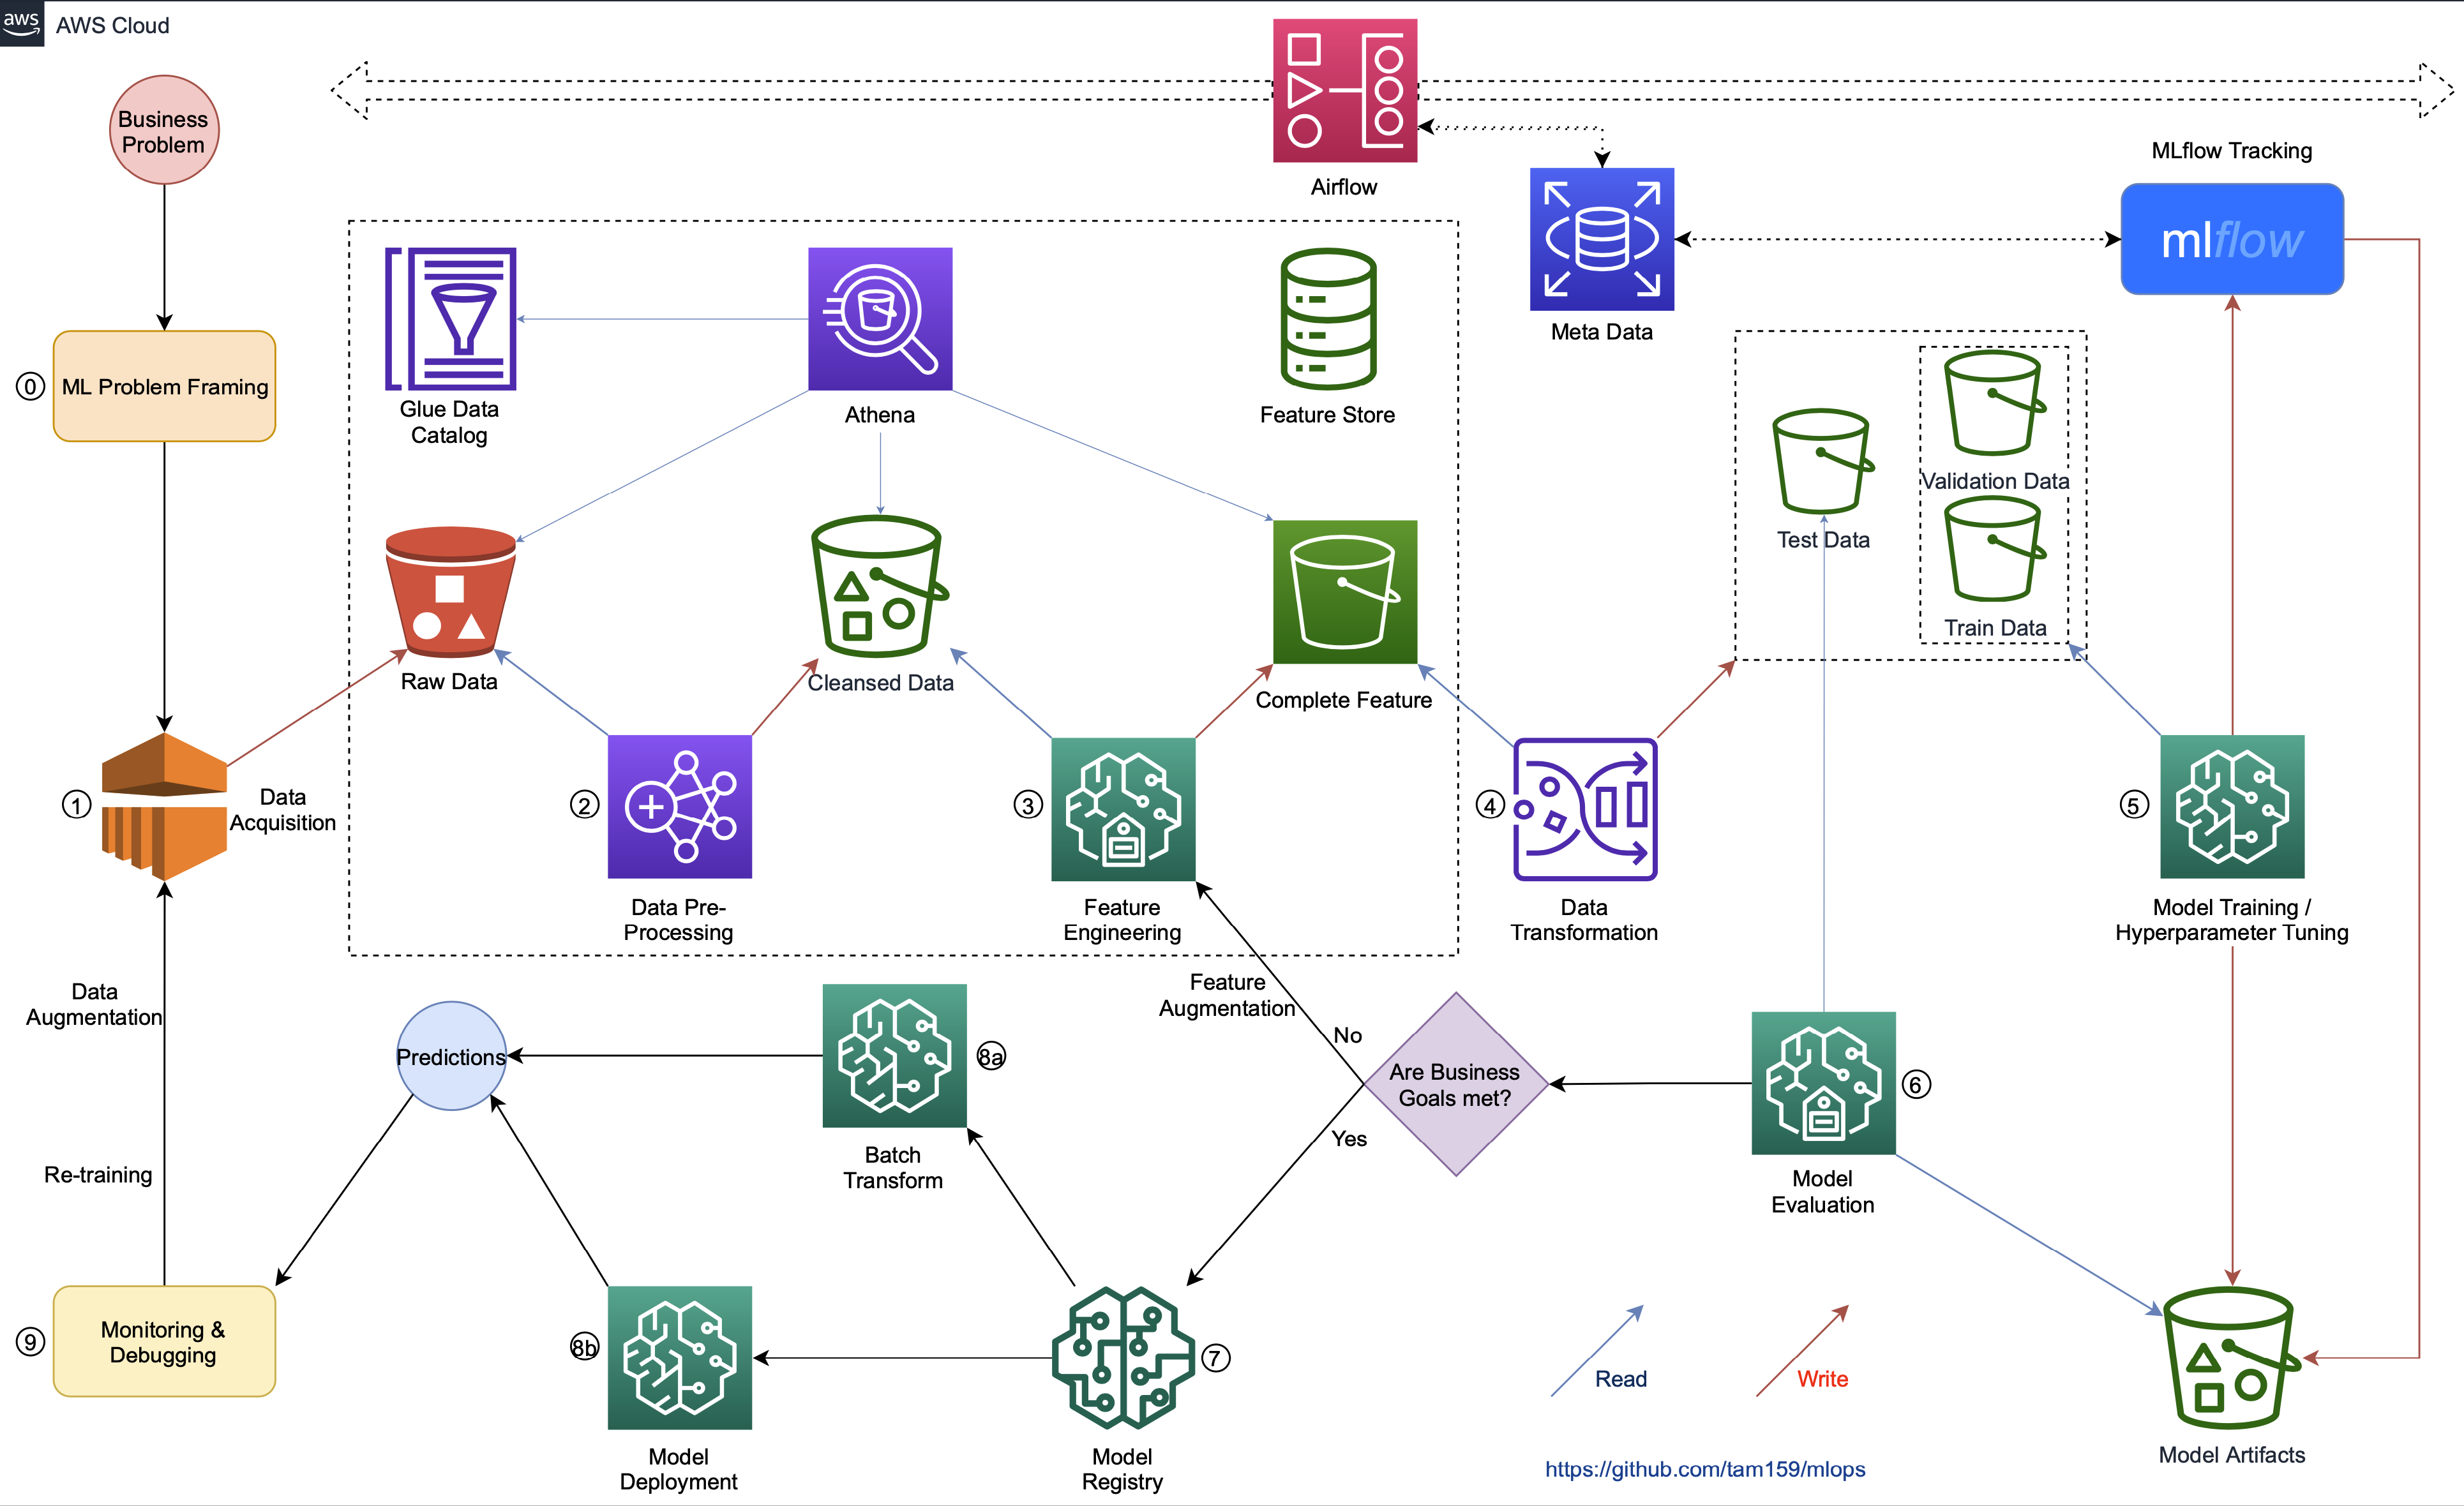 aws
AWS Cloud
Business
Problem
Airflow
MLflow Tracking
mlflow
Meta Data
0
ML Problem Framing
Glue Data
Catalog
Athena
Feature Store
Validation Data
Test Data
Train Data
Raw Data
Cleansed Data
Complete Feature
1
Data
Acquisition
2
3
4
5
Data Pre-
Processing
Feature
Engineering
Data
Transformation
Model Training /
Hyperparameter Tuning
Data
Augmentation
Feature
Augmentation
No
Predictions
8a
Are Business
Goals met?
6
Yes
Batch
Transform
Re-training
Model
Evaluation
9
Monitoring &
Debugging
8b
7
Read
Write
Model
Deployment
Model
Registry
https://github.com/tam159/mlops
Model Artifacts